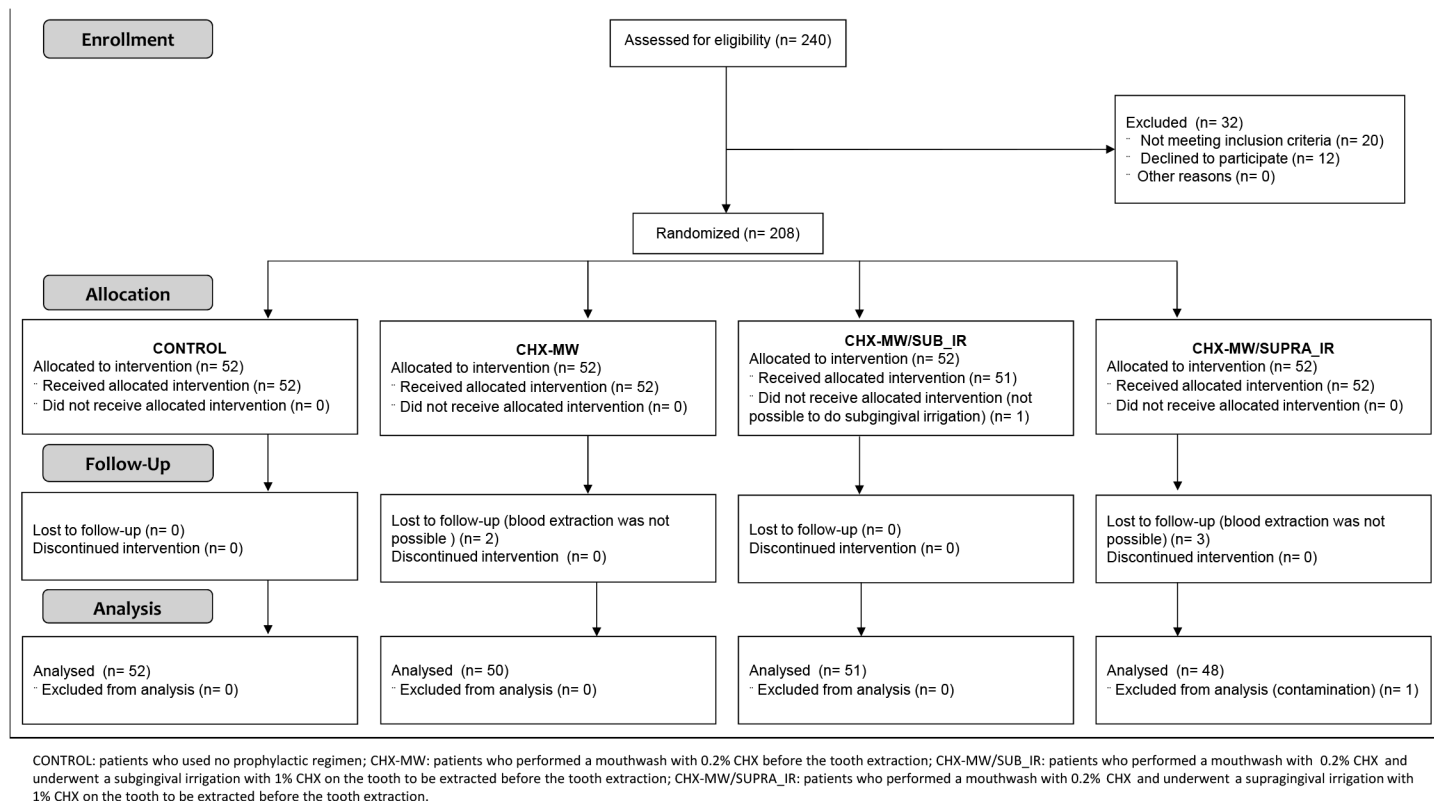 Enrollment
Assessed for eligibility (n= 240)
Excluded (n= 32)
¨ Not meeting inclusion criteria (n= 20)
¨ Declined to participate (n= 12)
¨ Other reasons (n= 0)
Randomized (n= 208)
Allocation
CONTROL
Allocated to intervention (n= 52)
¨ Received allocated intervention (n= 52)
¨ Did not receive allocated intervention (n= 0)
CHX-MW
Allocated to intervention (n= 52)
¨ Received allocated intervention (n= 52)
¨ Did not receive allocated intervention (n= 0)
CHX-MW/SUB_IR
Allocated to intervention (n= 52)
¨ Received allocated intervention (n= 51)
¨ Did not receive allocated intervention (not
possible to do subgingival irrigation) (n= 1)
CHX-MW/SUPRA_IR
Allocated to intervention (n= 52)
¨ Received allocated intervention (n= 52)
¨ Did not receive allocated intervention (n= 0)
Follow-Up
Lost to follow-up (n= 0)
Discontinued intervention (n= 0)
Lost to follow-up (blood extraction was not
possible ) (n= 2)
Discontinued intervention (n= 0)
Lost to follow-up (n= 0)
Discontinued intervention (n= 0)
Lost to follow-up (blood extraction was not
possible) (n= 3)
Discontinued intervention (n= 0)
Analysis
Analysed (n= 52)
¨ Excluded from analysis (n= 0)
Analysed (n= 50)
¨ Excluded from analysis (n= 0)
Analysed (n= 51)
¨ Excluded from analysis (n= 0)
Analysed (n= 48)
¨ Excluded from analysis (contamination) (n= 1)
CONTROL: patients who used no prophylactic regimen; CHX-MW: patients who performed a mouthwash with 0.2% CHX before the tooth extraction; CHX-MW/SUB_IR: patients who performed a mouthwash with 0.2% CHX and
underwent a subgingival irrigation with 1% CHX on the tooth to be extracted before the tooth extraction; CHX-MW/SUPRA_IR: patients who performed a mouthwash with 0.2% CHX and underwent a supragingival irrigation with
1% CHX on the tooth to be extracted before the tooth extraction.